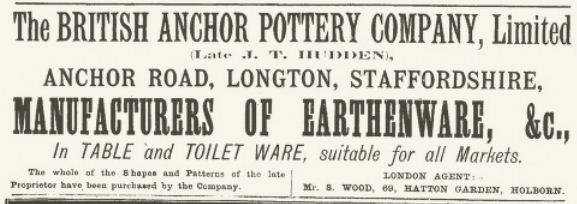 The BRITISH ANCHOR POTTERY COMPANY, Limited
(Late J. T. HUDDEN),
ANCHOR ROAD, LONGTON, STAFFORDSHIRE,
MANUFACTURERS OF EARTHENWARE, &c.,
In TABLE and TOILET WARE, suitable for all Markets.
The whole of the Shapes and Patterns of the late
Proprietor have been purchased by the Company.
LONDON AGENT:-
Mr. S. WOOD, 69, HATTON GARDEN, HOLBORN.